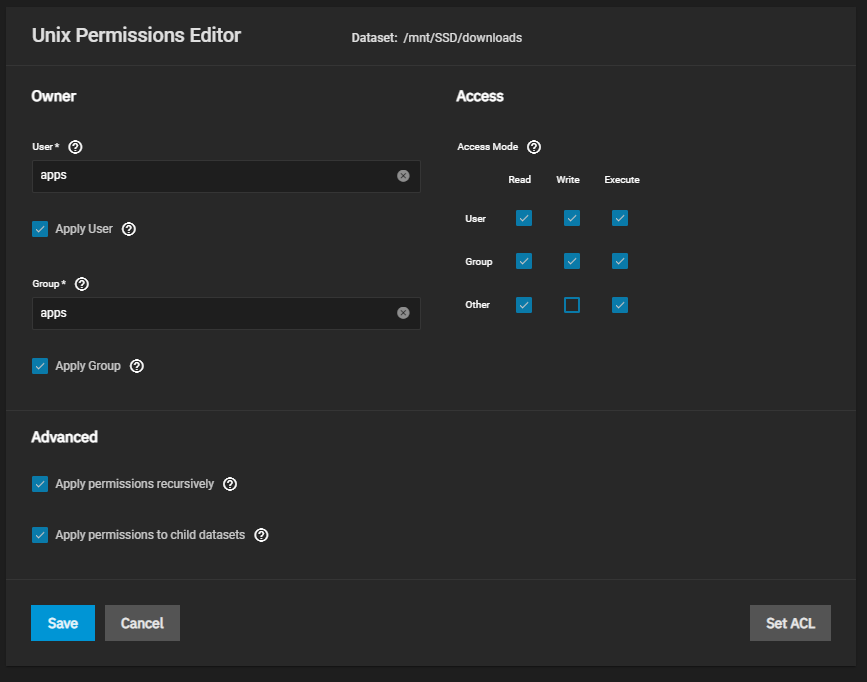 Unix Permissions Editor
Dataset: /mnt/SSD/downloads
Owner
User *
apps
Apply User
Group *
apps
Apply Group
Access
Access Mode
Read Write Execute
User
Group
Other
Advanced
Apply permissions recursively
Apply permissions to child datasets
Save
Cancel
Set ACL